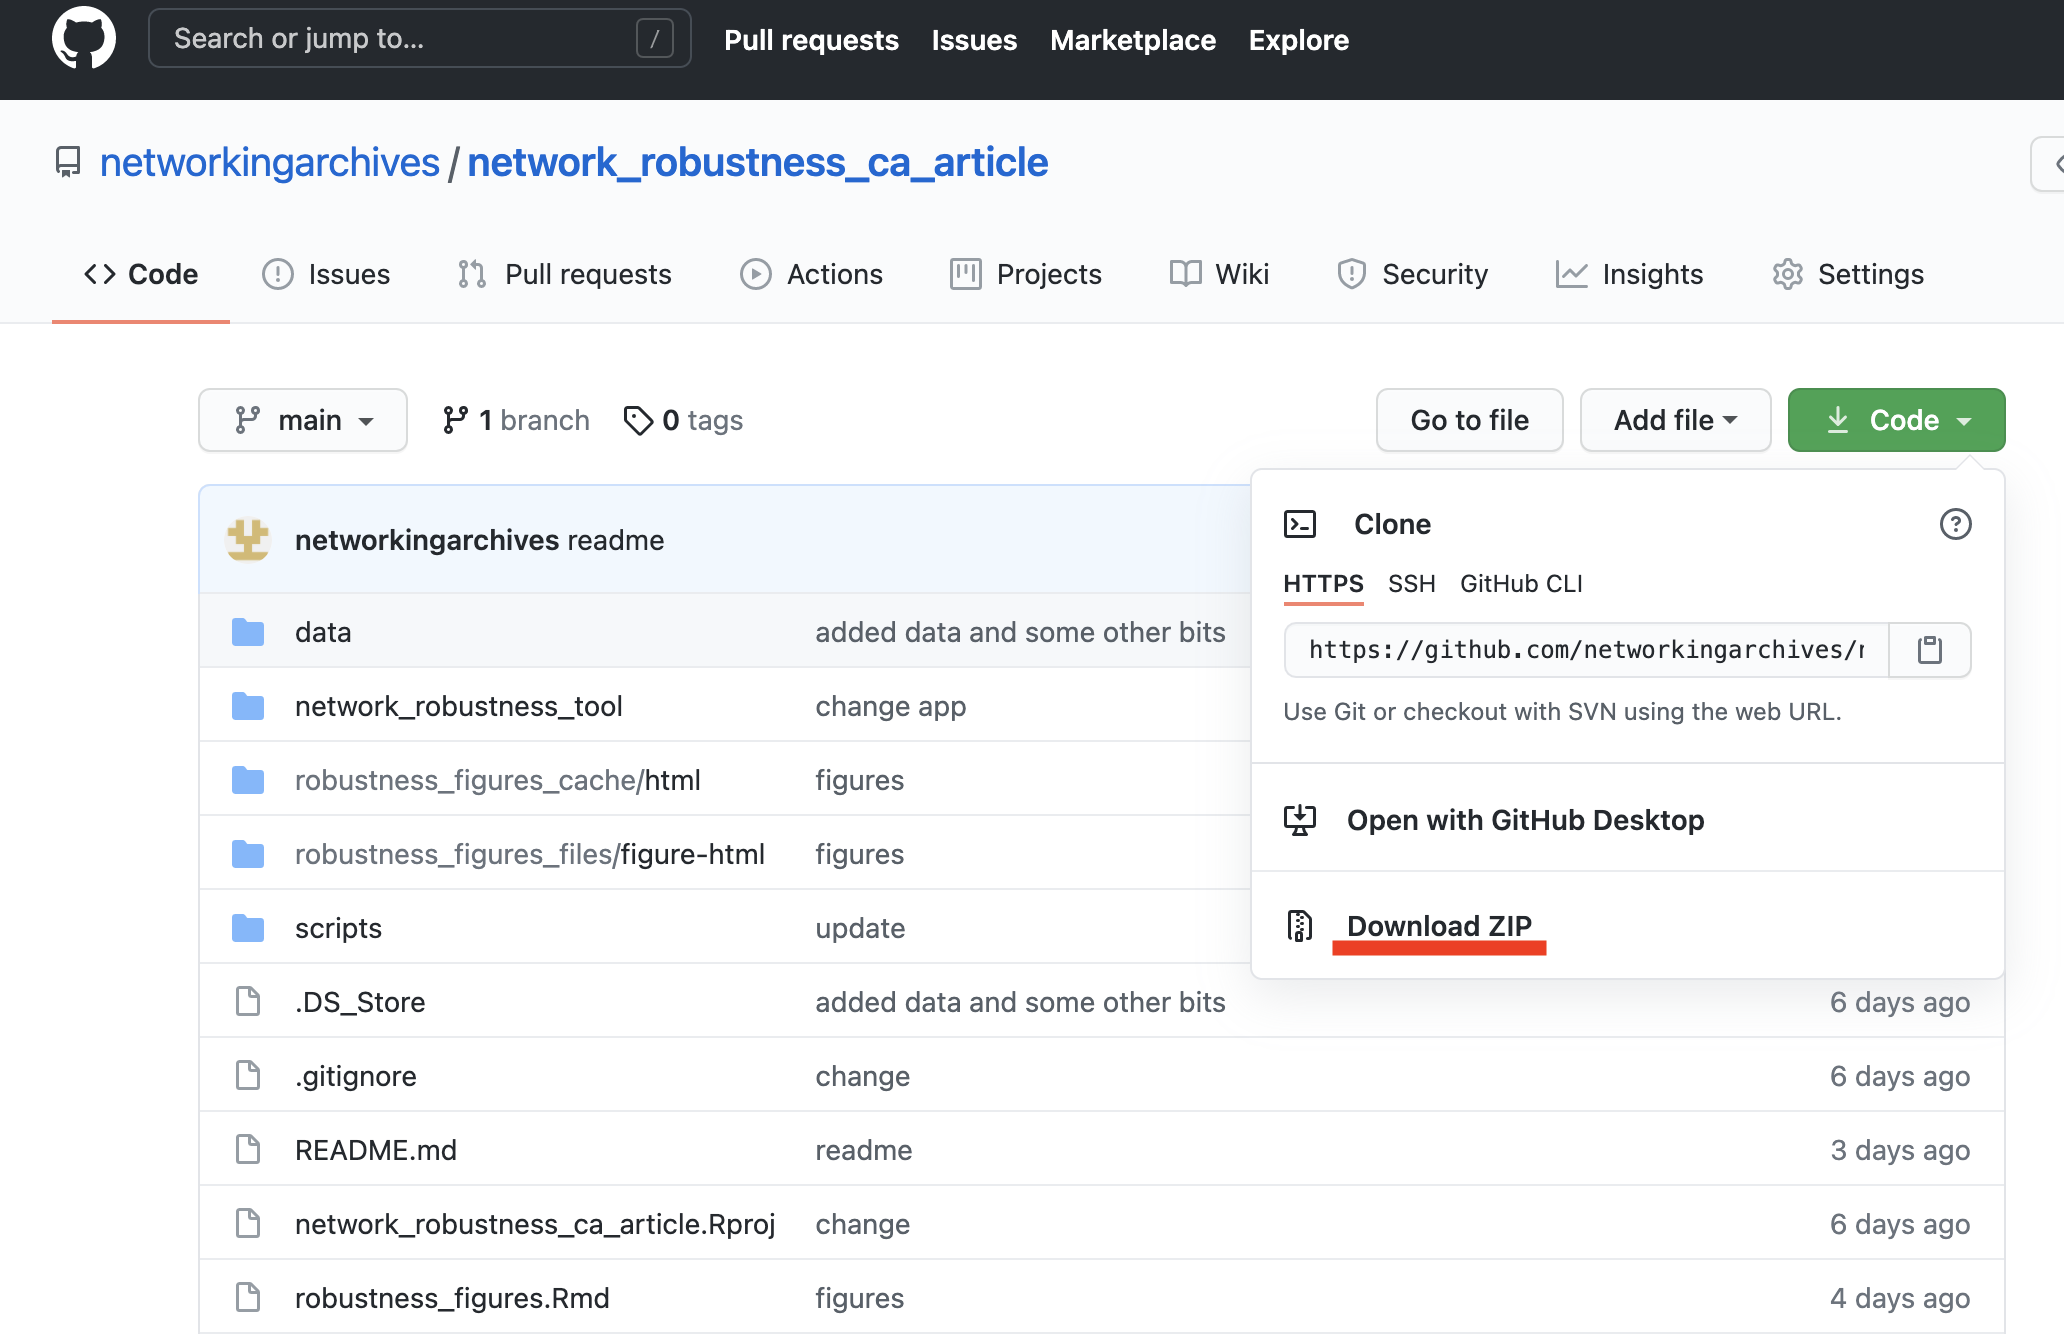 Search or jump to... /
Pull requests Issues Marketplace Explore
networkingarchives / network_robustness_ca_article
Code Issues Pull requests Actions Projects Wiki Security Insights Settings
main 1 branch 0 tags Go to file Add file Code
networkingarchives readme
Clone
HTTPS SSH GitHub CLI
https://github.com/networkingarchives/
Use Git or checkout with SVN using the web URL.
Open with GitHub Desktop
Download ZIP
data added data and some other bits
network_robustness_tool change app
robustness_figures_cache/html figures
robustness_figures_files/figure-html figures
scripts update
.DS_Store added data and some other bits 6 days ago
.gitignore change 6 days ago
README.md readme 3 days ago
network_robustness_ca_article.Rproj change 6 days ago
robustness_figures.Rmd figures 4 days ago